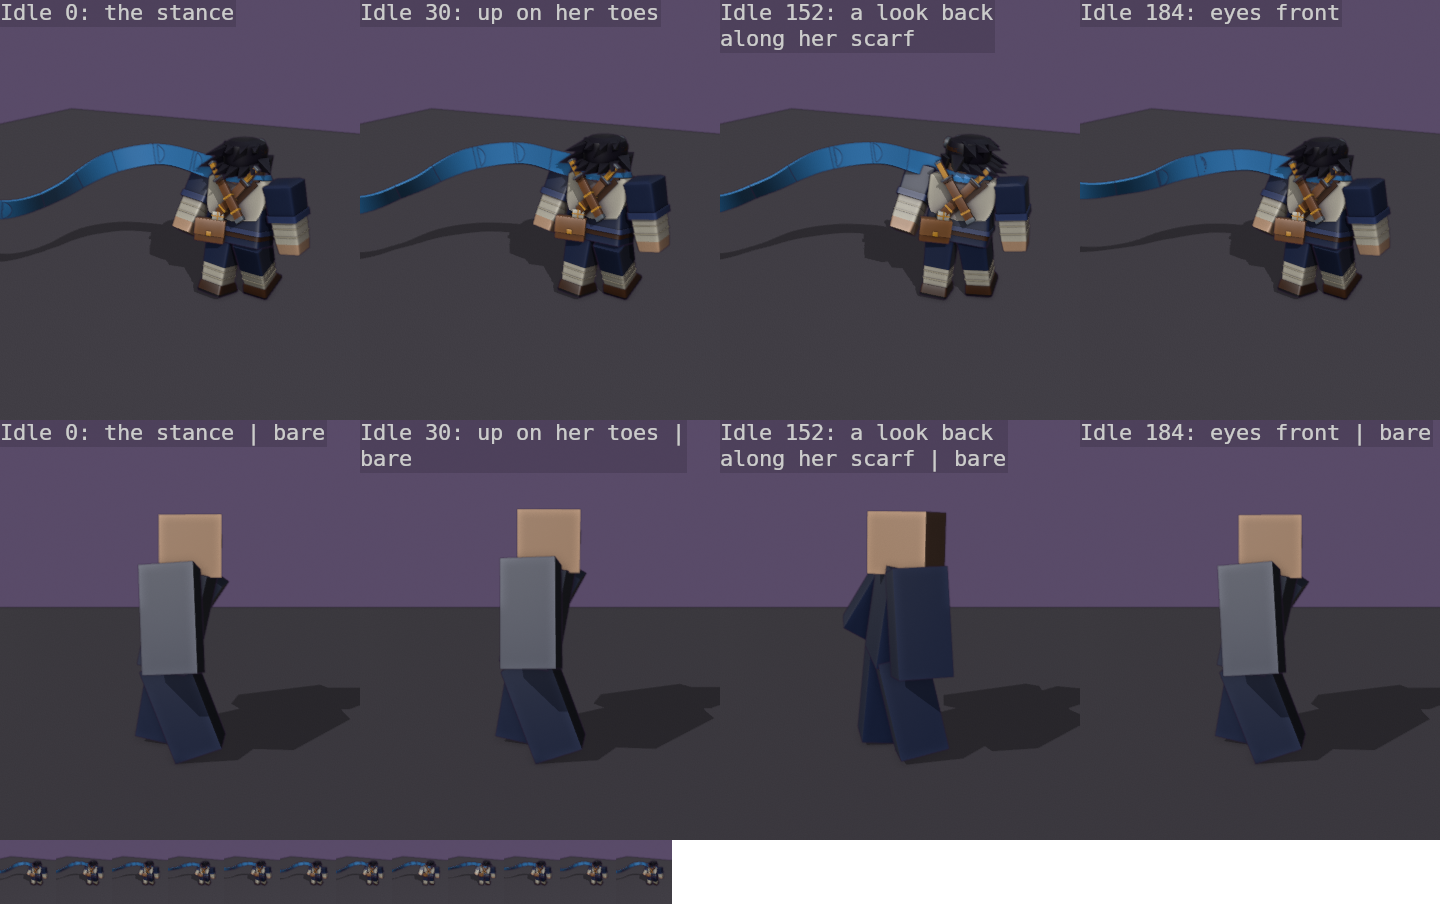 Idle 0: the stance
Idle 30: up on her toes
Idle 152: a look back
along her scarf
Idle 184: eyes front
Idle 0: the stance | bare
Idle 30: up on her toes |
bare
Idle 152: a look back
along her scarf | bare
Idle 184: eyes front | bare